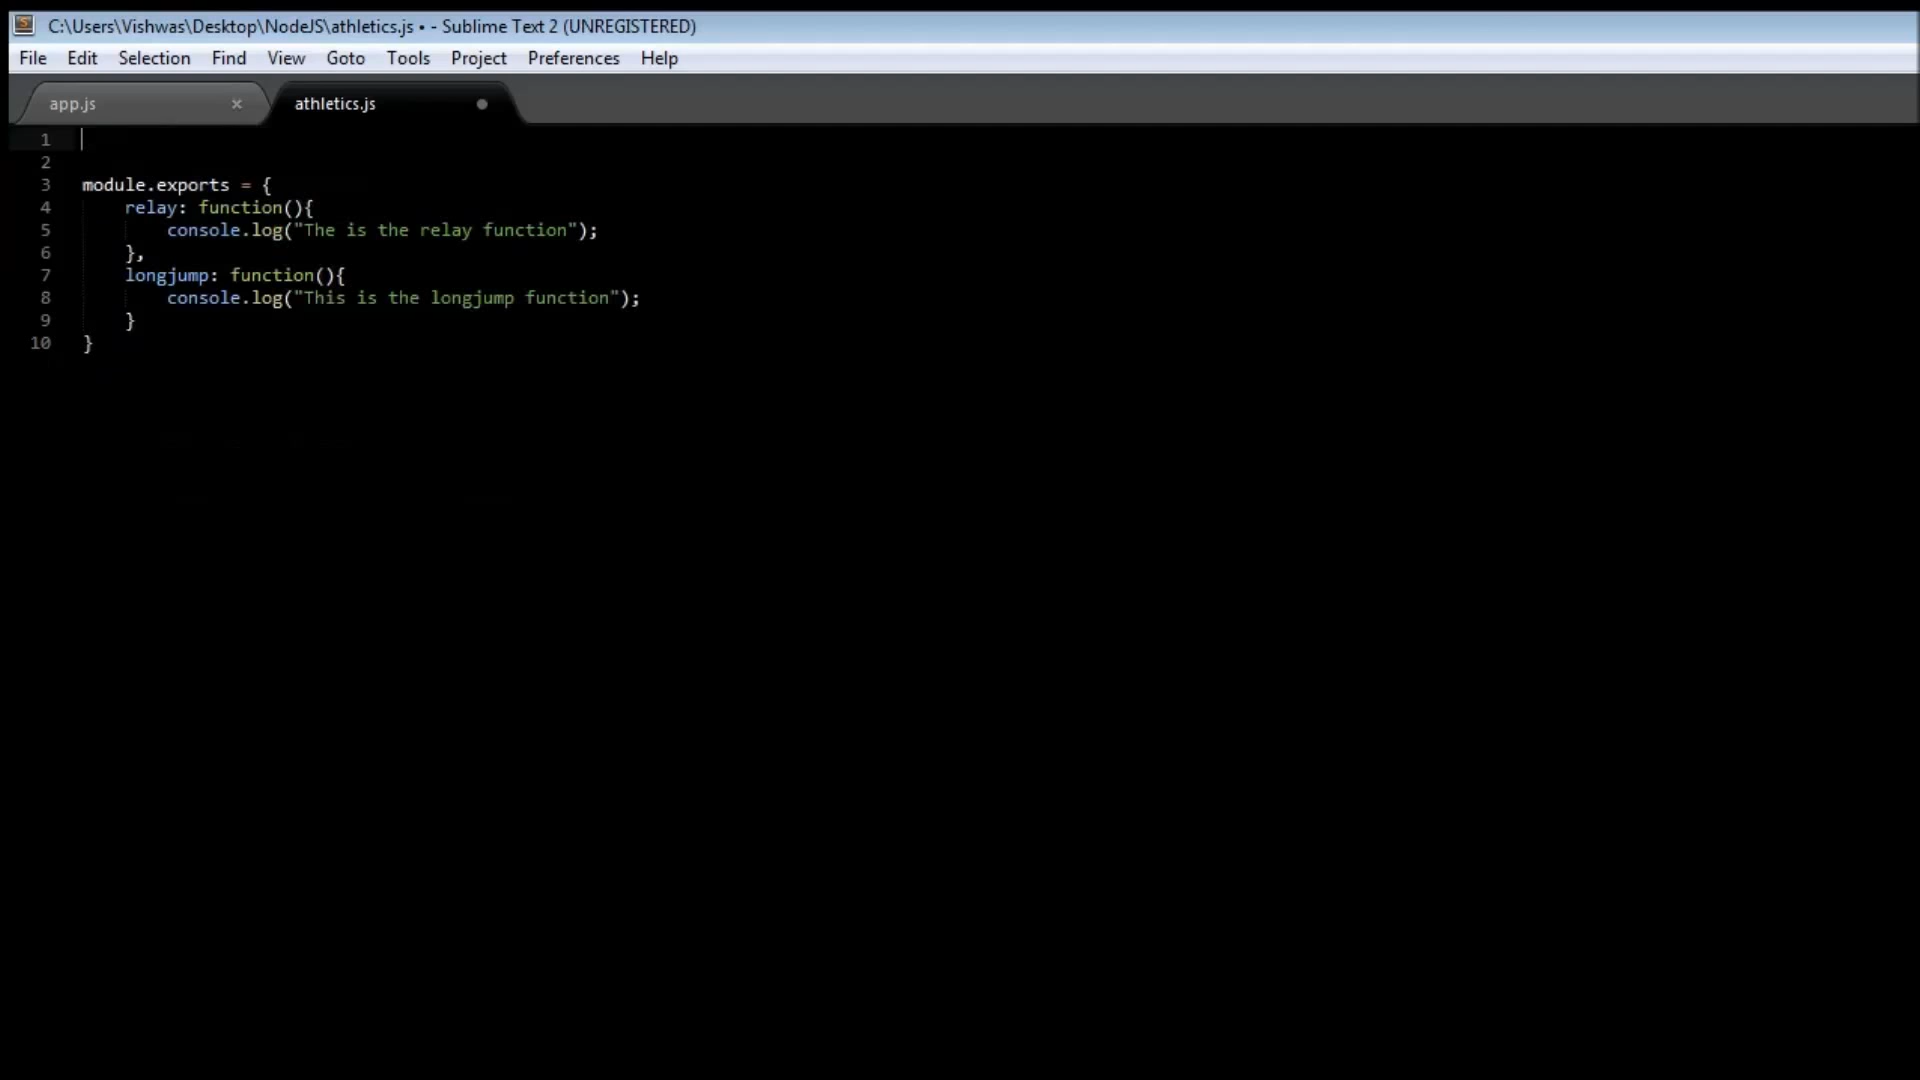 C:\Users\Vishwas\Desktop\NodeJS\athletics.js • - Sublime Text 2 (UNREGISTERED)
File Edit Selection Find View Goto Tools Project Preferences Help
app.js × athletics.js
1
2
3 module.exports = {
4 relay: function(){
5 console.log("The is the relay function");
6 },
7 longjump: function(){
8 console.log("This is the longjump function");
9 }
10 }